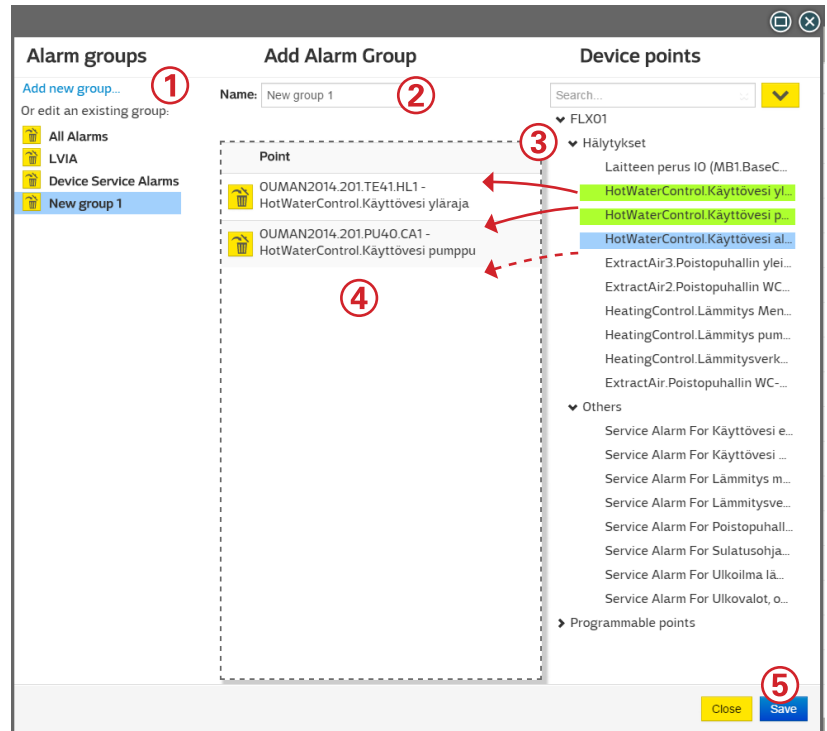 Alarm groups
Add new group...
1
Or edit an existing group:
All Alarms
LVIA
Device Service Alarms
New group 1
Add Alarm Group
Name: New group 1
2
Point
OUMAN2014.201.TE41.HL1 -
HotWaterControl.Käyttövesi yläraja
OUMAN2014.201.PU40.CA1 -
HotWaterControl.Käyttövesi pumppu
4
Device points
Search...
3
FLX01
Hälytykset
Laitteen perus IO (MB1.BaseC...
HotWaterControl.Käyttövesi yl...
HotWaterControl.Käyttövesi p...
HotWaterControl.Käyttövesi al...
ExtractAir3.Poistopuhallin ylei...
ExtractAir2.Poistopuhallin WC...
HeatingControl.Lämmitys Men...
HeatingControl.Lämmitys pum...
HeatingControl.Lämmitysverk...
ExtractAir.Poistopuhallin WC-...
Others
Service Alarm For Käyttövesi e...
Service Alarm For Käyttövesi ...
Service Alarm For Lämmitys m...
Service Alarm For Lämmitysve...
Service Alarm For Poistopuhall...
Service Alarm For Sulatusohja...
Service Alarm For Ulkoilma lä...
Service Alarm For Ulkovalot, o...
Programmable points
5
Close
Save